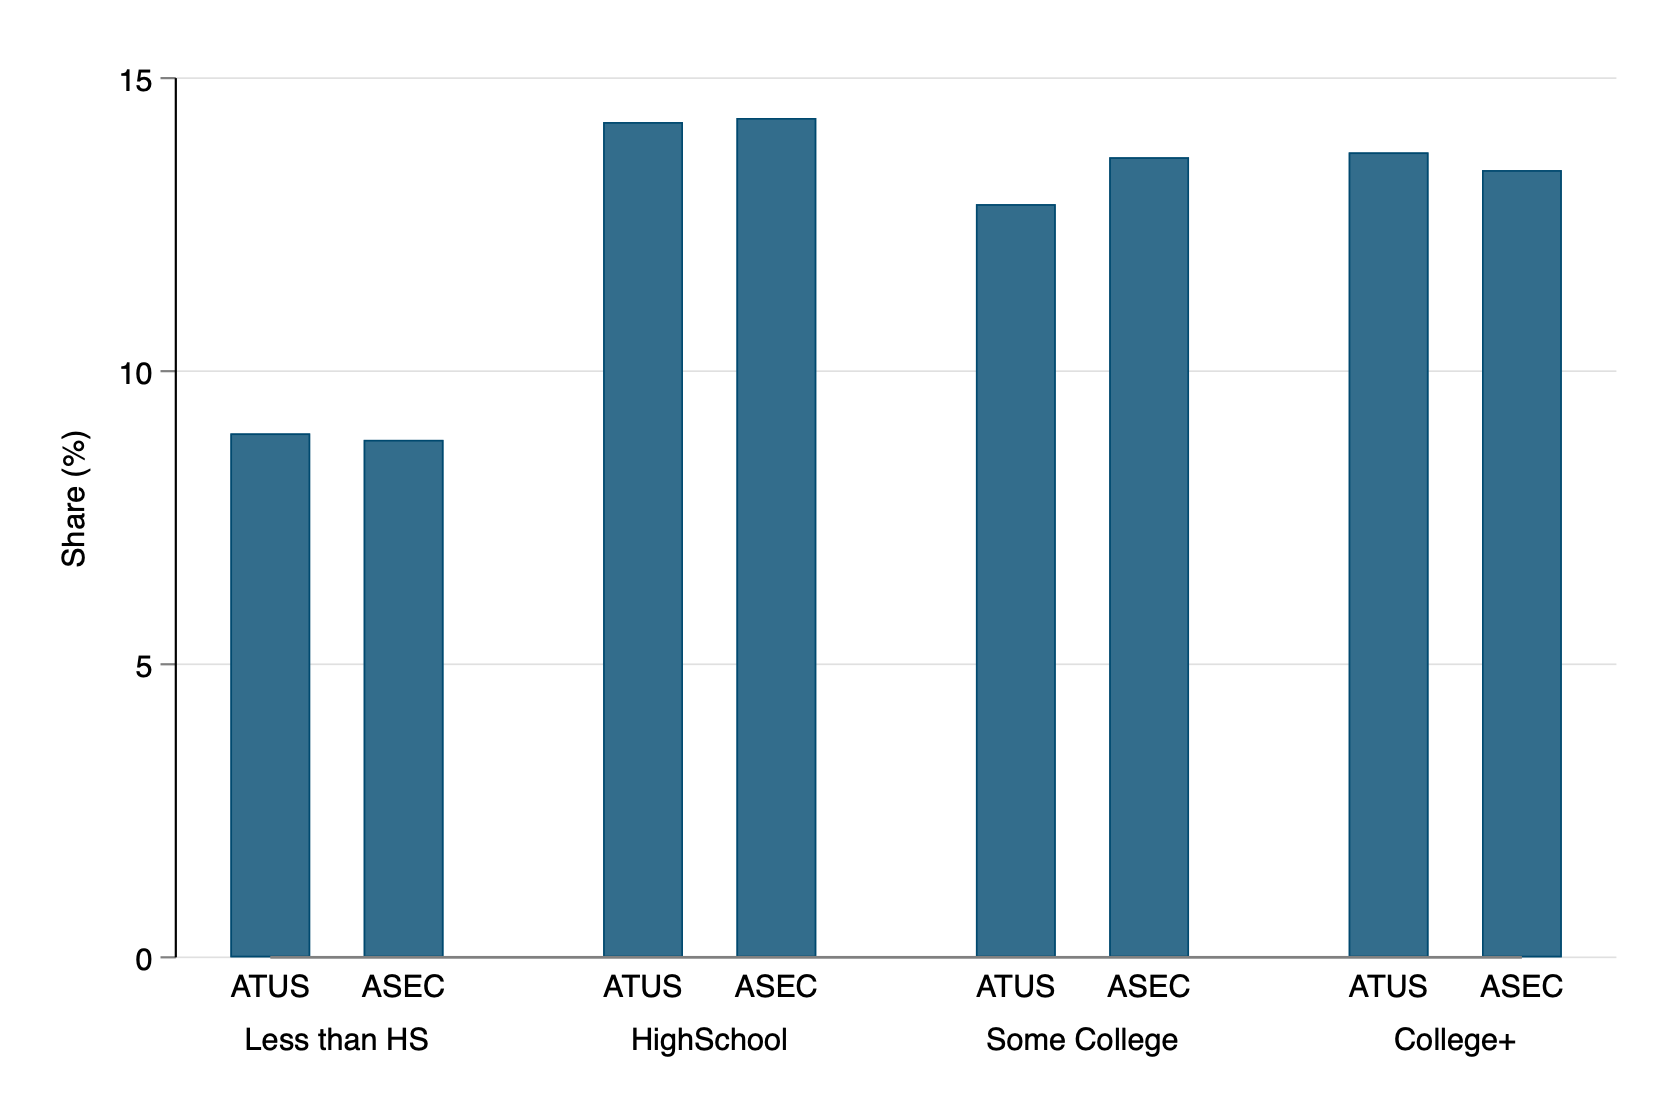 15
10
5
0
Share (%)
ATUS ASEC ATUS ASEC ATUS ASEC ATUS ASEC
Less than HS HighSchool Some College College+